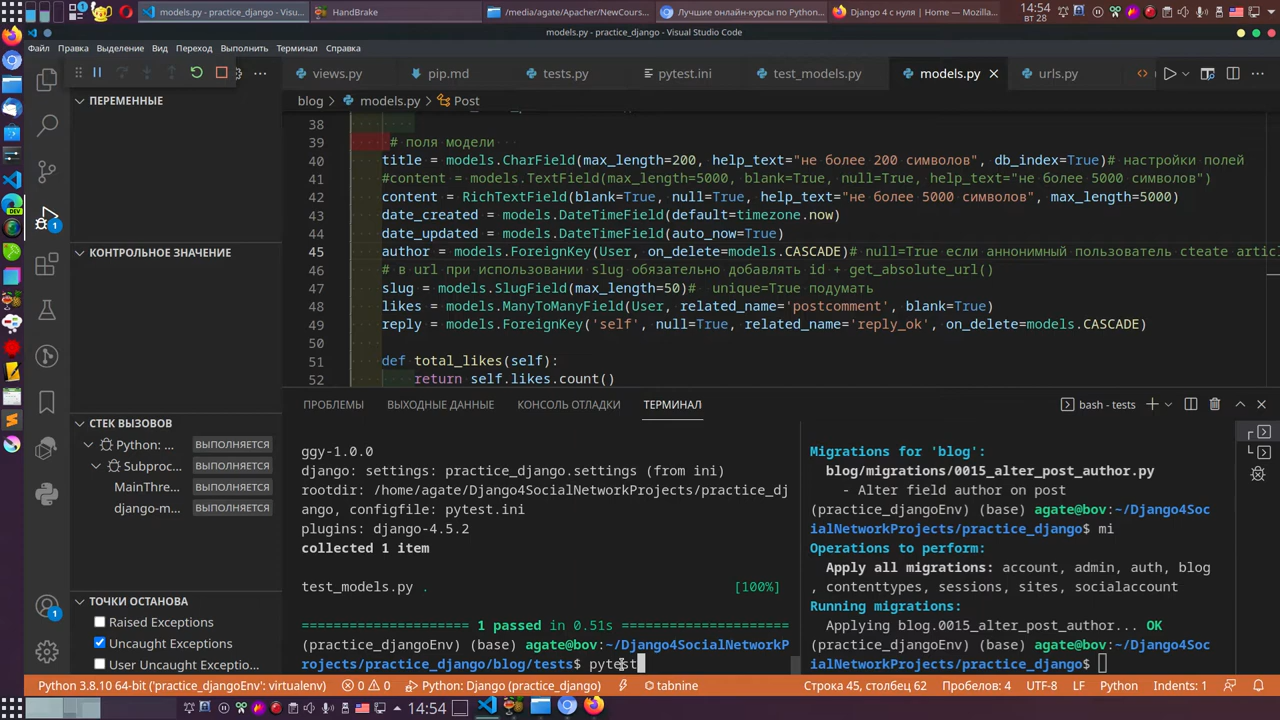 models.py - practice_django - Visu...
HandBrake
/media/agate/Apacher/NewCours...
Лучшие онлайн-курсы по Python...
Django 4 с нуля | Home — Mozilla...
14:54
вт 28
models.py - practice_django - Visual Studio Code
Файл Правка Выделение Вид Переход Выполнить Терминал Справка
views.py pip.md tests.py pytest.ini test_models.py models.py urls.py
blog > models.py > Post
ПЕРЕМЕННЫЕ
КОНТРОЛЬНОЕ ЗНАЧЕНИЕ
СТЕК ВЫЗОВОВ
Python: ... ВЫПОЛНЯЕТСЯ
Subproc... ВЫПОЛНЯЕТСЯ
MainThre... ВЫПОЛНЯЕТСЯ
django-m... ВЫПОЛНЯЕТСЯ
ТОЧКИ ОСТАНОВА
Raised Exceptions
Uncaught Exceptions
User Uncaught Exceptio...
38
39 # поля модели
40 title = models.CharField(max_length=200, help_text="не более 200 символов", db_index=True)# настройки полей
41 #content = models.TextField(max_length=5000, blank=True, null=True, help_text="не более 5000 символов")
42 content = RichTextField(blank=True, null=True, help_text="не более 5000 символов", max_length=5000)
43 date_created = models.DateTimeField(default=timezone.now)
44 date_updated = models.DateTimeField(auto_now=True)
45 author = models.ForeignKey(User, on_delete=models.CASCADE)# null=True если аннонимный пользователь cteate artic
46 # в url при использовании slug обязательно добавлять id + get_absolute_url()
47 slug = models.SlugField(max_length=50)# unique=True подумать
48 likes = models.ManyToManyField(User, related_name='postcomment', blank=True)
49 reply = models.ForeignKey('self', null=True, related_name='reply_ok', on_delete=models.CASCADE)
50
51 def total_likes(self):
52 return self.likes.count()
ПРОБЛЕМЫ ВЫХОДНЫЕ ДАННЫЕ КОНСОЛЬ ОТЛАДКИ ТЕРМИНАЛ
bash - tests
ggy-1.0.0
django: settings: practice_django.settings (from ini)
rootdir: /home/agate/Django4SocialNetworkProjects/practice_dj
ango, configfile: pytest.ini
plugins: django-4.5.2
collected 1 item
test_models.py . [100%]
===================== 1 passed in 0.51s =====================
(practice_djangoEnv) (base) agate@bov:~/Django4SocialNetworkP
rojects/practice_django/blog/tests$ pytest
Migrations for 'blog':
blog/migrations/0015_alter_post_author.py
- Alter field author on post
(practice_djangoEnv) (base) agate@bov:~/Django4Soc
ialNetworkProjects/practice_django$ mi
Operations to perform:
Apply all migrations: account, admin, auth, blog
, contenttypes, sessions, sites, socialaccount
Running migrations:
Applying blog.0015_alter_post_author... OK
(practice_djangoEnv) (base) agate@bov:~/Django4Soc
ialNetworkProjects/practice_django$
Python 3.8.10 64-bit ('practice_djangoEnv': virtualenv) 0 0 Python: Django (practice_django) tabnine Строка 45, столбец 62 Пробелов: 4 UTF-8 LF Python Indents: 1
14:54